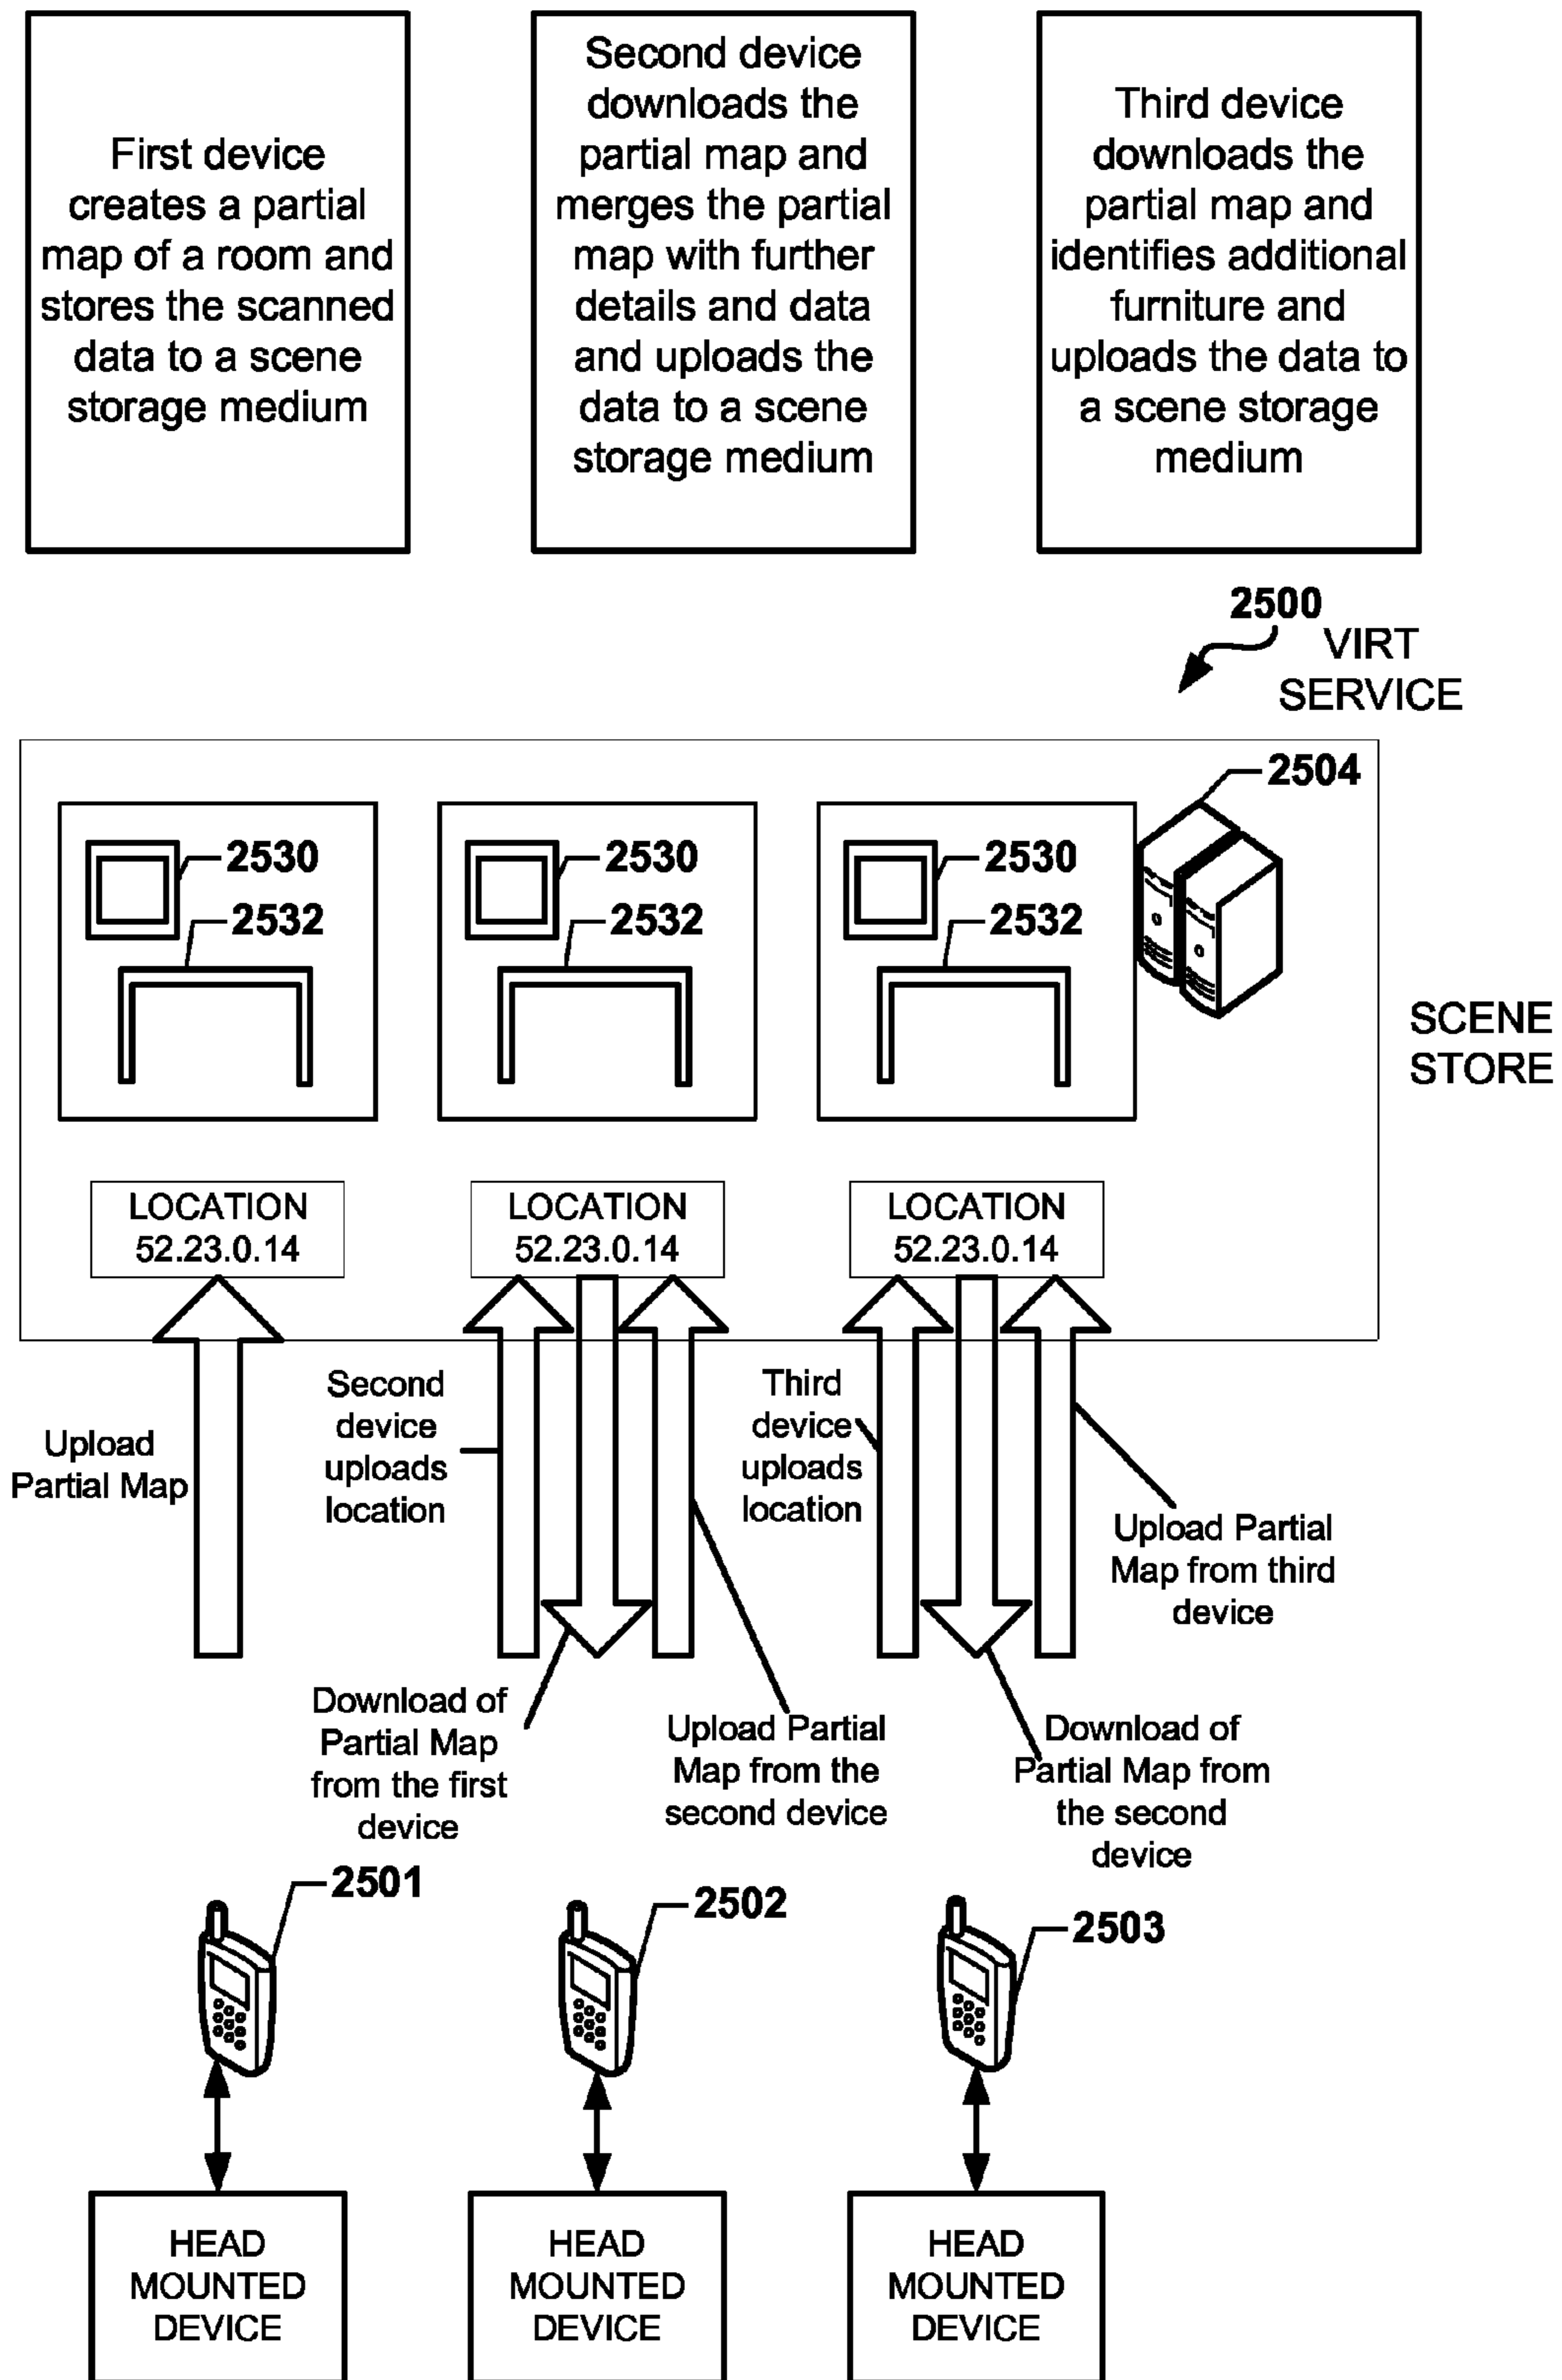 First device
creates a partial
map of a room and
stores the scanned
data to a scene
storage medium
Second device
downloads the
partial map and
merges the partial
map with further
details and data
and uploads the
data to a scene
storage medium
Third device
downloads the
partial map and
identifies additional
furniture and
uploads the data to
a scene storage
medium
2500
VIRT
SERVICE
2504
2530
2532
2530
2532
2530
2532
SCENE
STORE
LOCATION
52.23.0.14
LOCATION
52.23.0.14
LOCATION
52.23.0.14
Upload
Partial Map
Second
device
uploads
location
Third
device
uploads
location
Upload Partial
Map from third
device
Download of
Partial Map
from the first
device
Upload Partial
Map from the
second device
Download of
Partial Map from
the second
device
2501
2502
2503
HEAD
MOUNTED
DEVICE
HEAD
MOUNTED
DEVICE
HEAD
MOUNTED
DEVICE